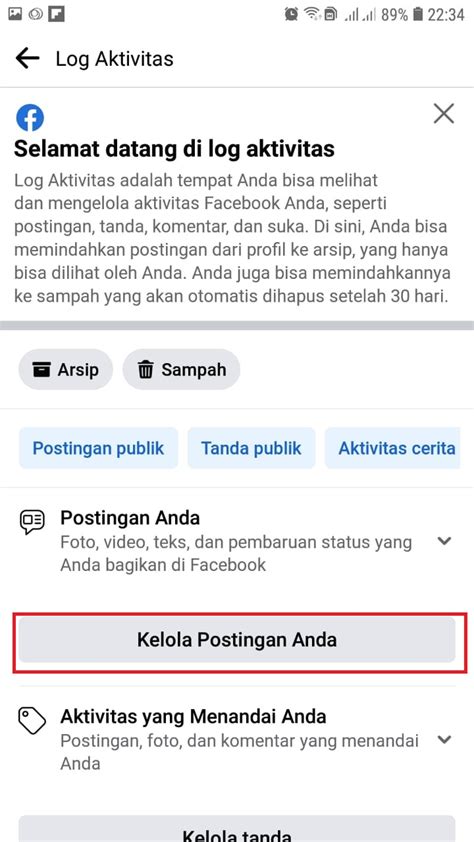 89% 22:34
Log Aktivitas
Selamat datang di log aktivitas
Log Aktivitas adalah tempat Anda bisa melihat
dan mengelola aktivitas Facebook Anda, seperti
postingan, tanda, komentar, dan suka. Di sini, Anda bisa
memindahkan postingan dari profil ke arsip, yang hanya
bisa dilihat oleh Anda. Anda juga bisa memindahkannya
ke sampah yang akan otomatis dihapus setelah 30 hari.
Arsip Sampah
Postingan publik Tanda publik Aktivitas cerita
Postingan Anda
Foto, video, teks, dan pembaruan status yang
Anda bagikan di Facebook
Kelola Postingan Anda
Aktivitas yang Menandai Anda
Postingan, foto, dan komentar yang menandai
Anda
Kelola tanda